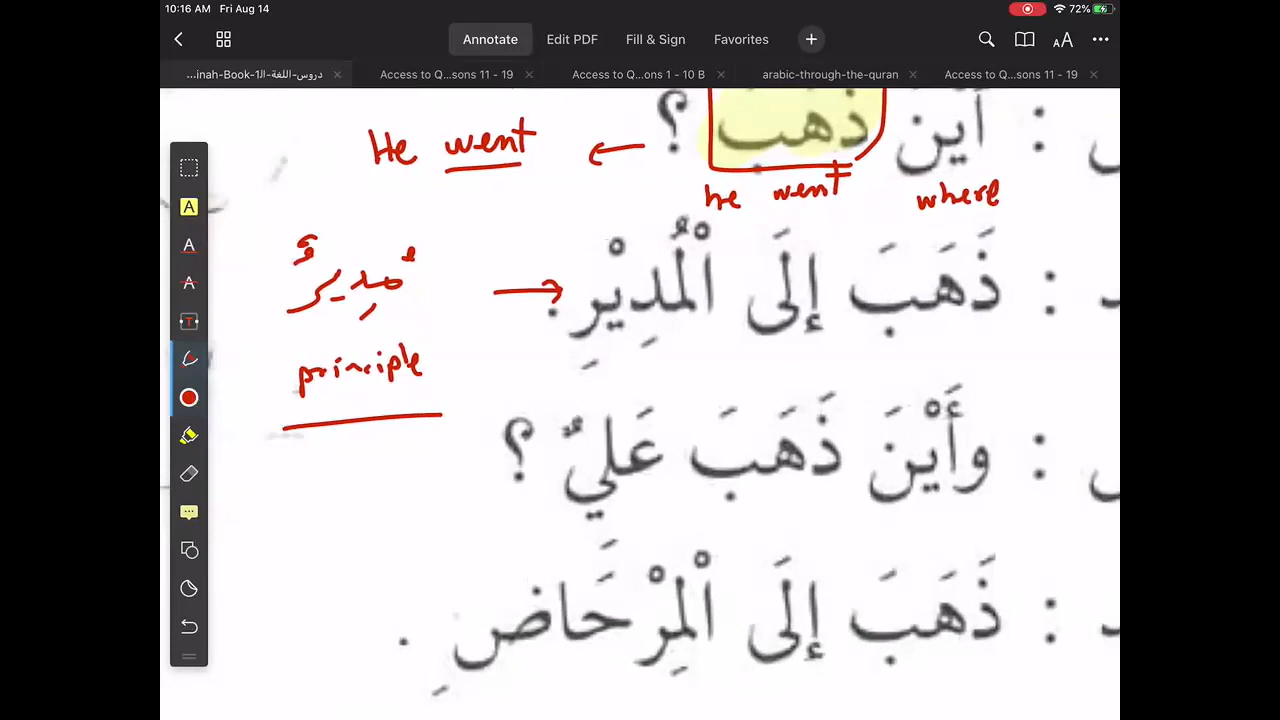 10:16 AM Fri Aug 14
72%
Annotate Edit PDF Fill & Sign Favorites
...inah-Book-1-دروس-اللغة-الـ
Access to Q...sons 11 - 19
Access to Q...ons 1 - 10 B
arabic-through-the-quran
Access to Q...sons 11 - 19
: أَيْنَ ذَهَبَ ؟
He went
he went where
: ذَهَبَ إِلَى الْمُدِيْرِ .
مُدِيرٌ
principle
: وأَيْنَ ذَهَبَ عَلِيٌّ ؟
: ذَهَبَ إِلَى الْمِرْحَاضِ .